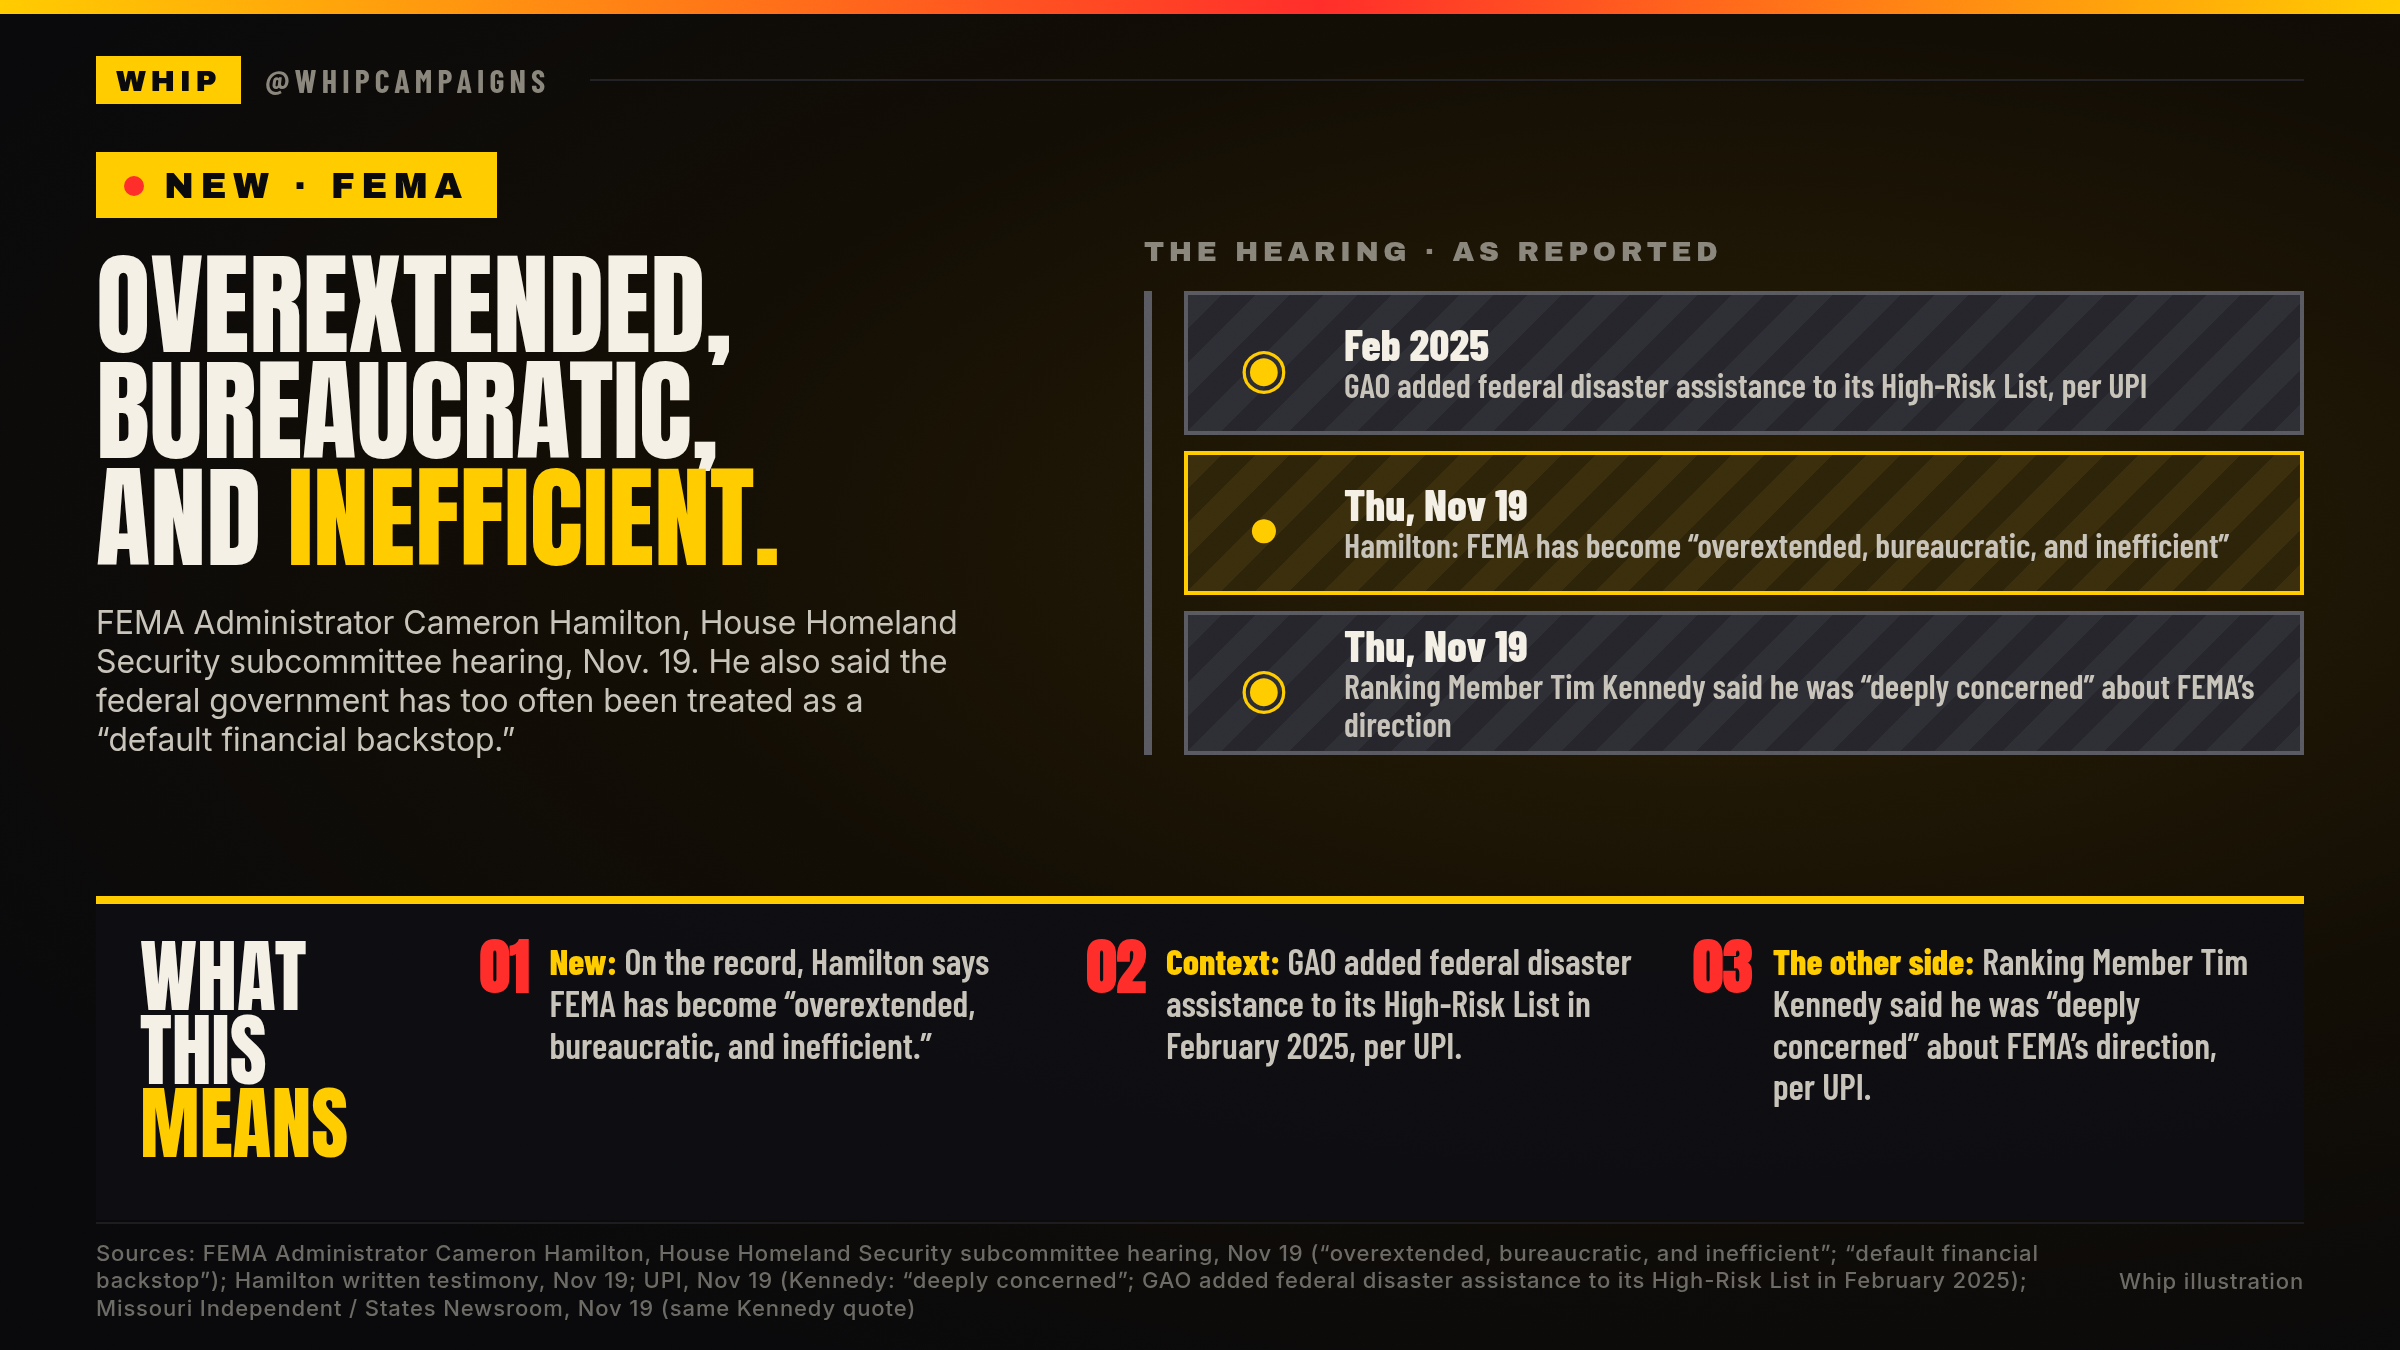 WHIP @WHIPCAMPAIGNS
NEW · FEMA
OVEREXTENDED,
BUREAUCRATIC,
AND INEFFICIENT.
FEMA Administrator Cameron Hamilton, House Homeland
Security subcommittee hearing, Nov. 19. He also said the
federal government has too often been treated as a
“default financial backstop.”
THE HEARING · AS REPORTED
Feb 2025
GAO added federal disaster assistance to its High-Risk List, per UPI
Thu, Nov 19
Hamilton: FEMA has become “overextended, bureaucratic, and inefficient”
Thu, Nov 19
Ranking Member Tim Kennedy said he was “deeply concerned” about FEMA’s
direction
WHAT
THIS
MEANS
01 New: On the record, Hamilton says
FEMA has become “overextended,
bureaucratic, and inefficient.”
02 Context: GAO added federal disaster
assistance to its High-Risk List in
February 2025, per UPI.
03 The other side: Ranking Member Tim
Kennedy said he was “deeply
concerned” about FEMA’s direction,
per UPI.
Sources: FEMA Administrator Cameron Hamilton, House Homeland Security subcommittee hearing, Nov 19 (“overextended, bureaucratic, and inefficient”; “default financial
backstop”); Hamilton written testimony, Nov 19; UPI, Nov 19 (Kennedy: “deeply concerned”; GAO added federal disaster assistance to its High-Risk List in February 2025);
Missouri Independent / States Newsroom, Nov 19 (same Kennedy quote)
Whip illustration